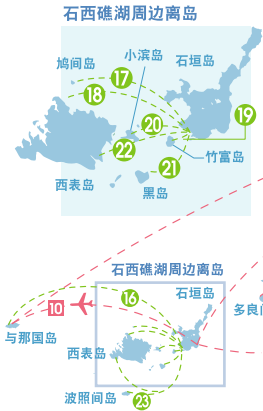 石西礁湖周边离岛
小滨岛
鸠间岛
石垣岛
17
18
19
20
22
竹富岛
21
西表岛
黑岛
石西礁湖周边离岛
16
石垣岛
10
多良间
与那国岛
西表岛
波照间岛
23